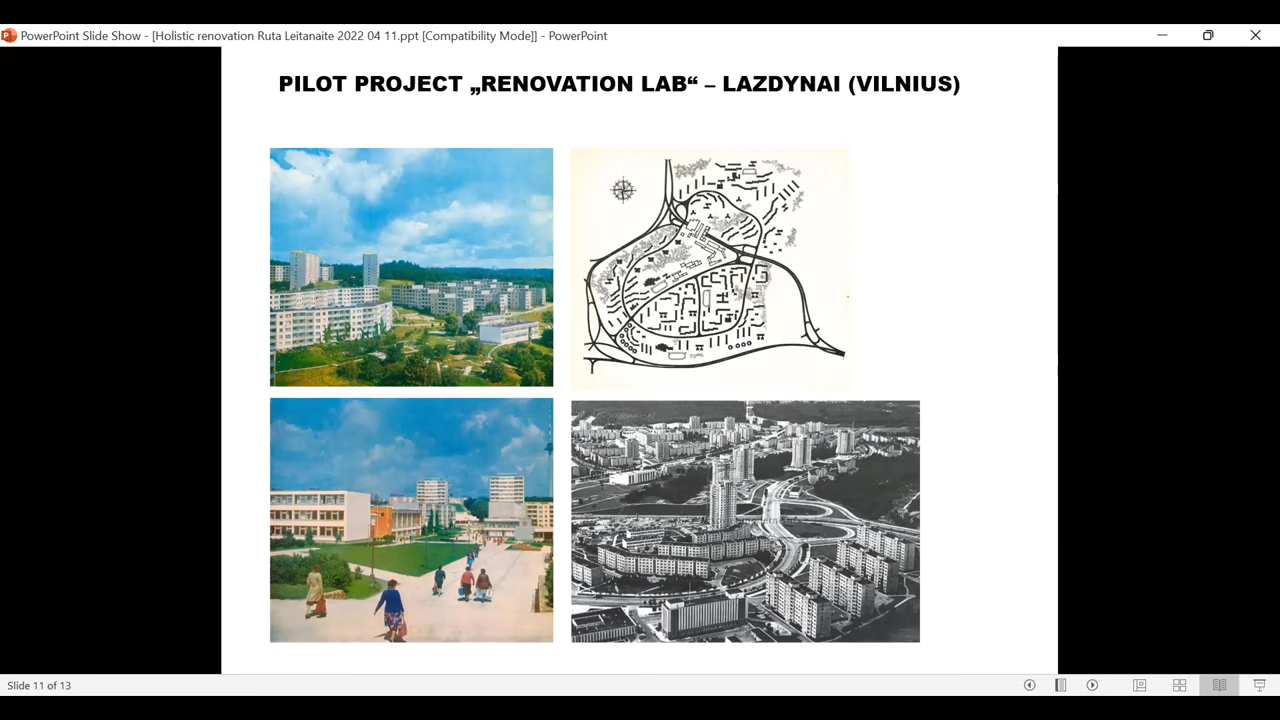 PowerPoint Slide Show - [Holistic renovation Ruta Leitanaite 2022 04 11.ppt [Compatibility Mode]] - PowerPoint
PILOT PROJECT „RENOVATION LAB“ – LAZDYNAI (VILNIUS)
Slide 11 of 13